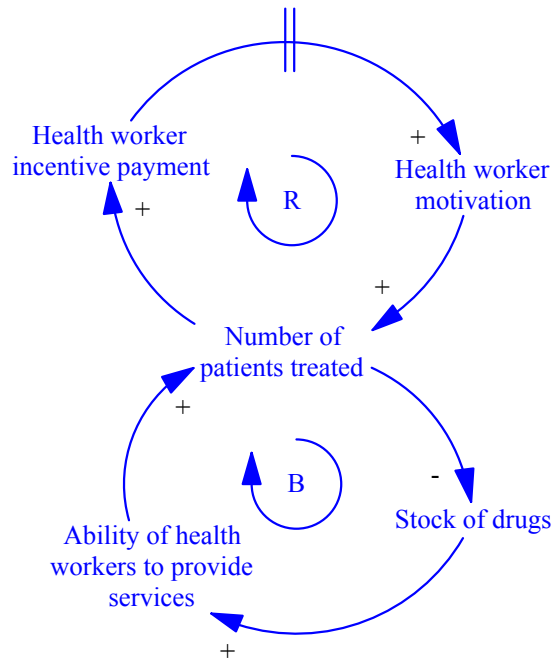 Health worker
incentive payment
+
Health worker
motivation
+
R
+
Number of
patients treated
+
-
B
Stock of drugs
Ability of health
workers to provide
services
+